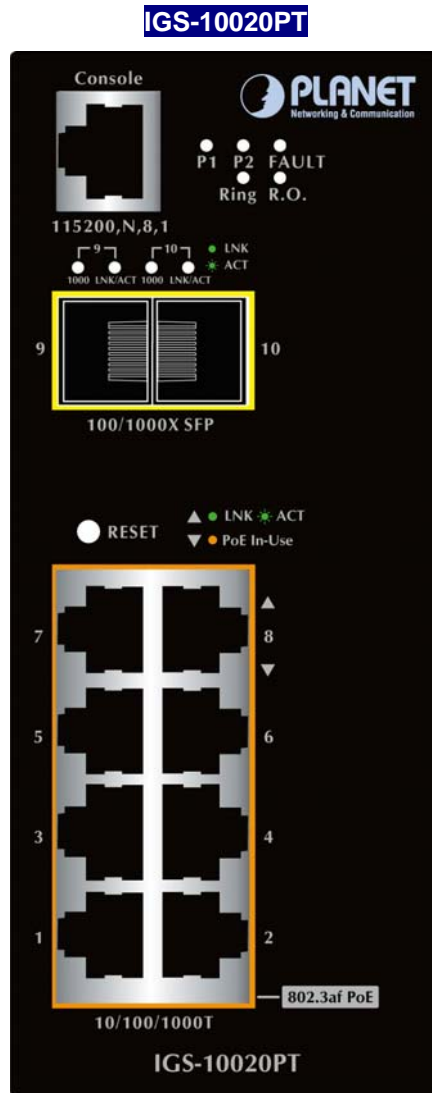 IGS-10020PT
Console
PLANET
Networking & Communication
P1 P2 FAULT
Ring R.O.
115200,N,8,1
9 10 LNK
ACT
1000 LNK/ACT 1000 LNK/ACT
9 10
100/1000X SFP
LNK ACT
RESET
PoE In-Use
7 8
5 6
3 4
1 2
802.3af PoE
10/100/1000T
IGS-10020PT